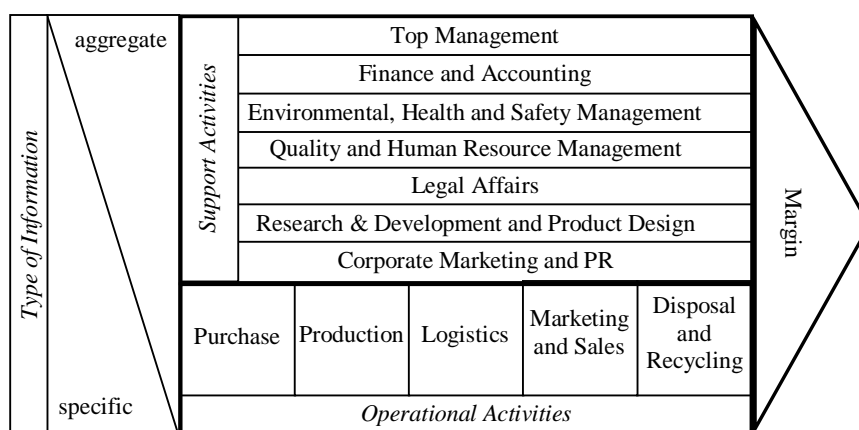 Type of Information
aggregate
specific
Support Activities
Top Management
Finance and Accounting
Environmental, Health and Safety Management
Quality and Human Resource Management
Legal Affairs
Research & Development and Product Design
Corporate Marketing and PR
Purchase
Production
Logistics
Marketing
and Sales
Disposal
and
Recycling
Operational Activities
Margin